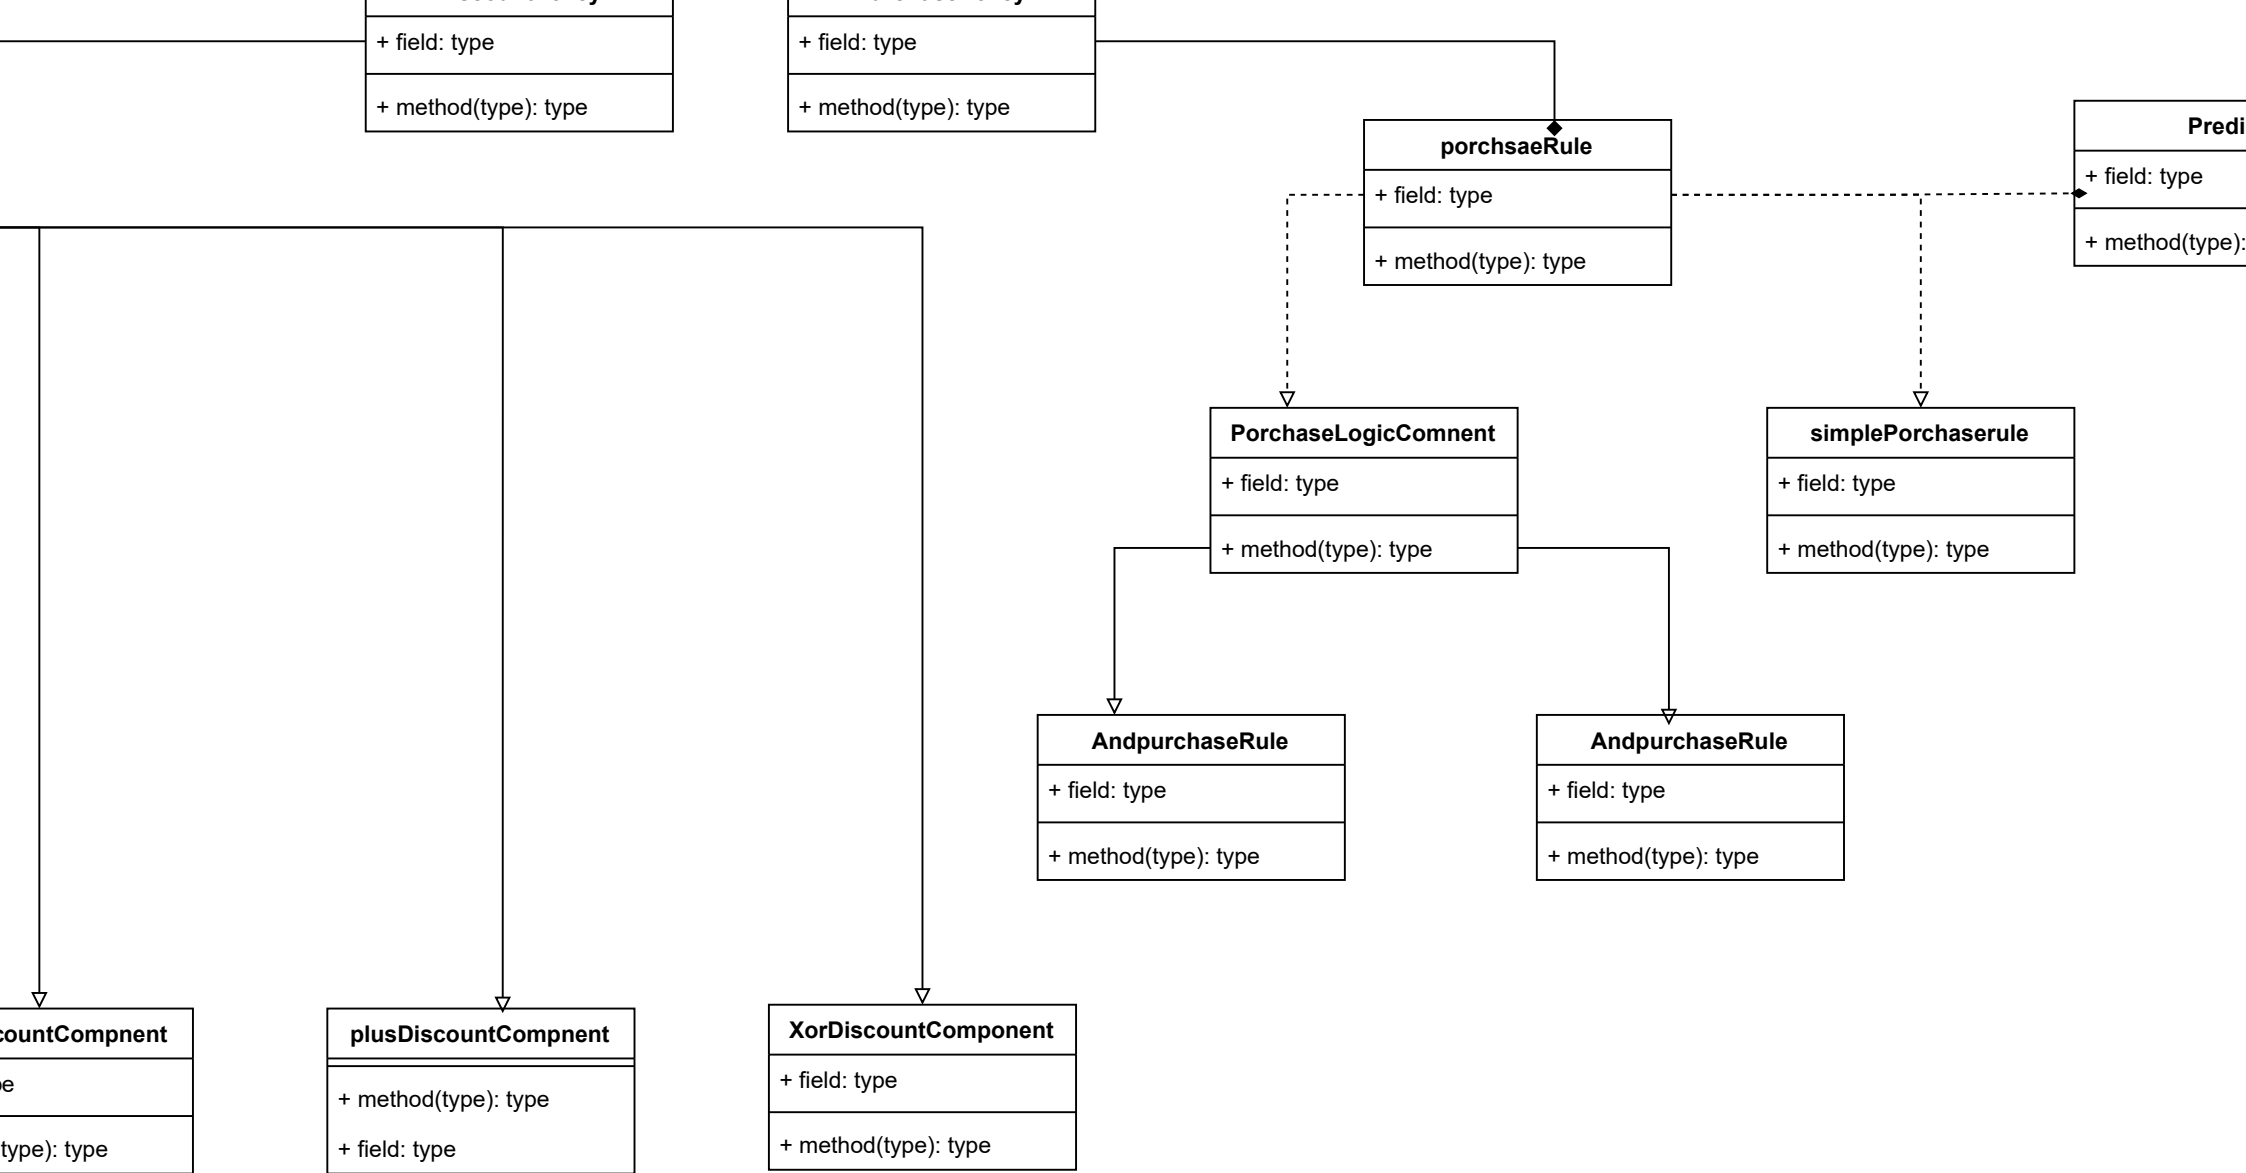 + field: type
+ method(type): type
+ field: type
+ method(type): type
porchsaeRule
+ field: type
+ method(type): type
Predi
+ field: type
+ method(type):
PorchaseLogicComnent
+ field: type
+ method(type): type
simplePorchaserule
+ field: type
+ method(type): type
AndpurchaseRule
+ field: type
+ method(type): type
AndpurchaseRule
+ field: type
+ method(type): type
countCompnent
pe
type): type
plusDiscountCompnent
+ method(type): type
+ field: type
XorDiscountComponent
+ field: type
+ method(type): type